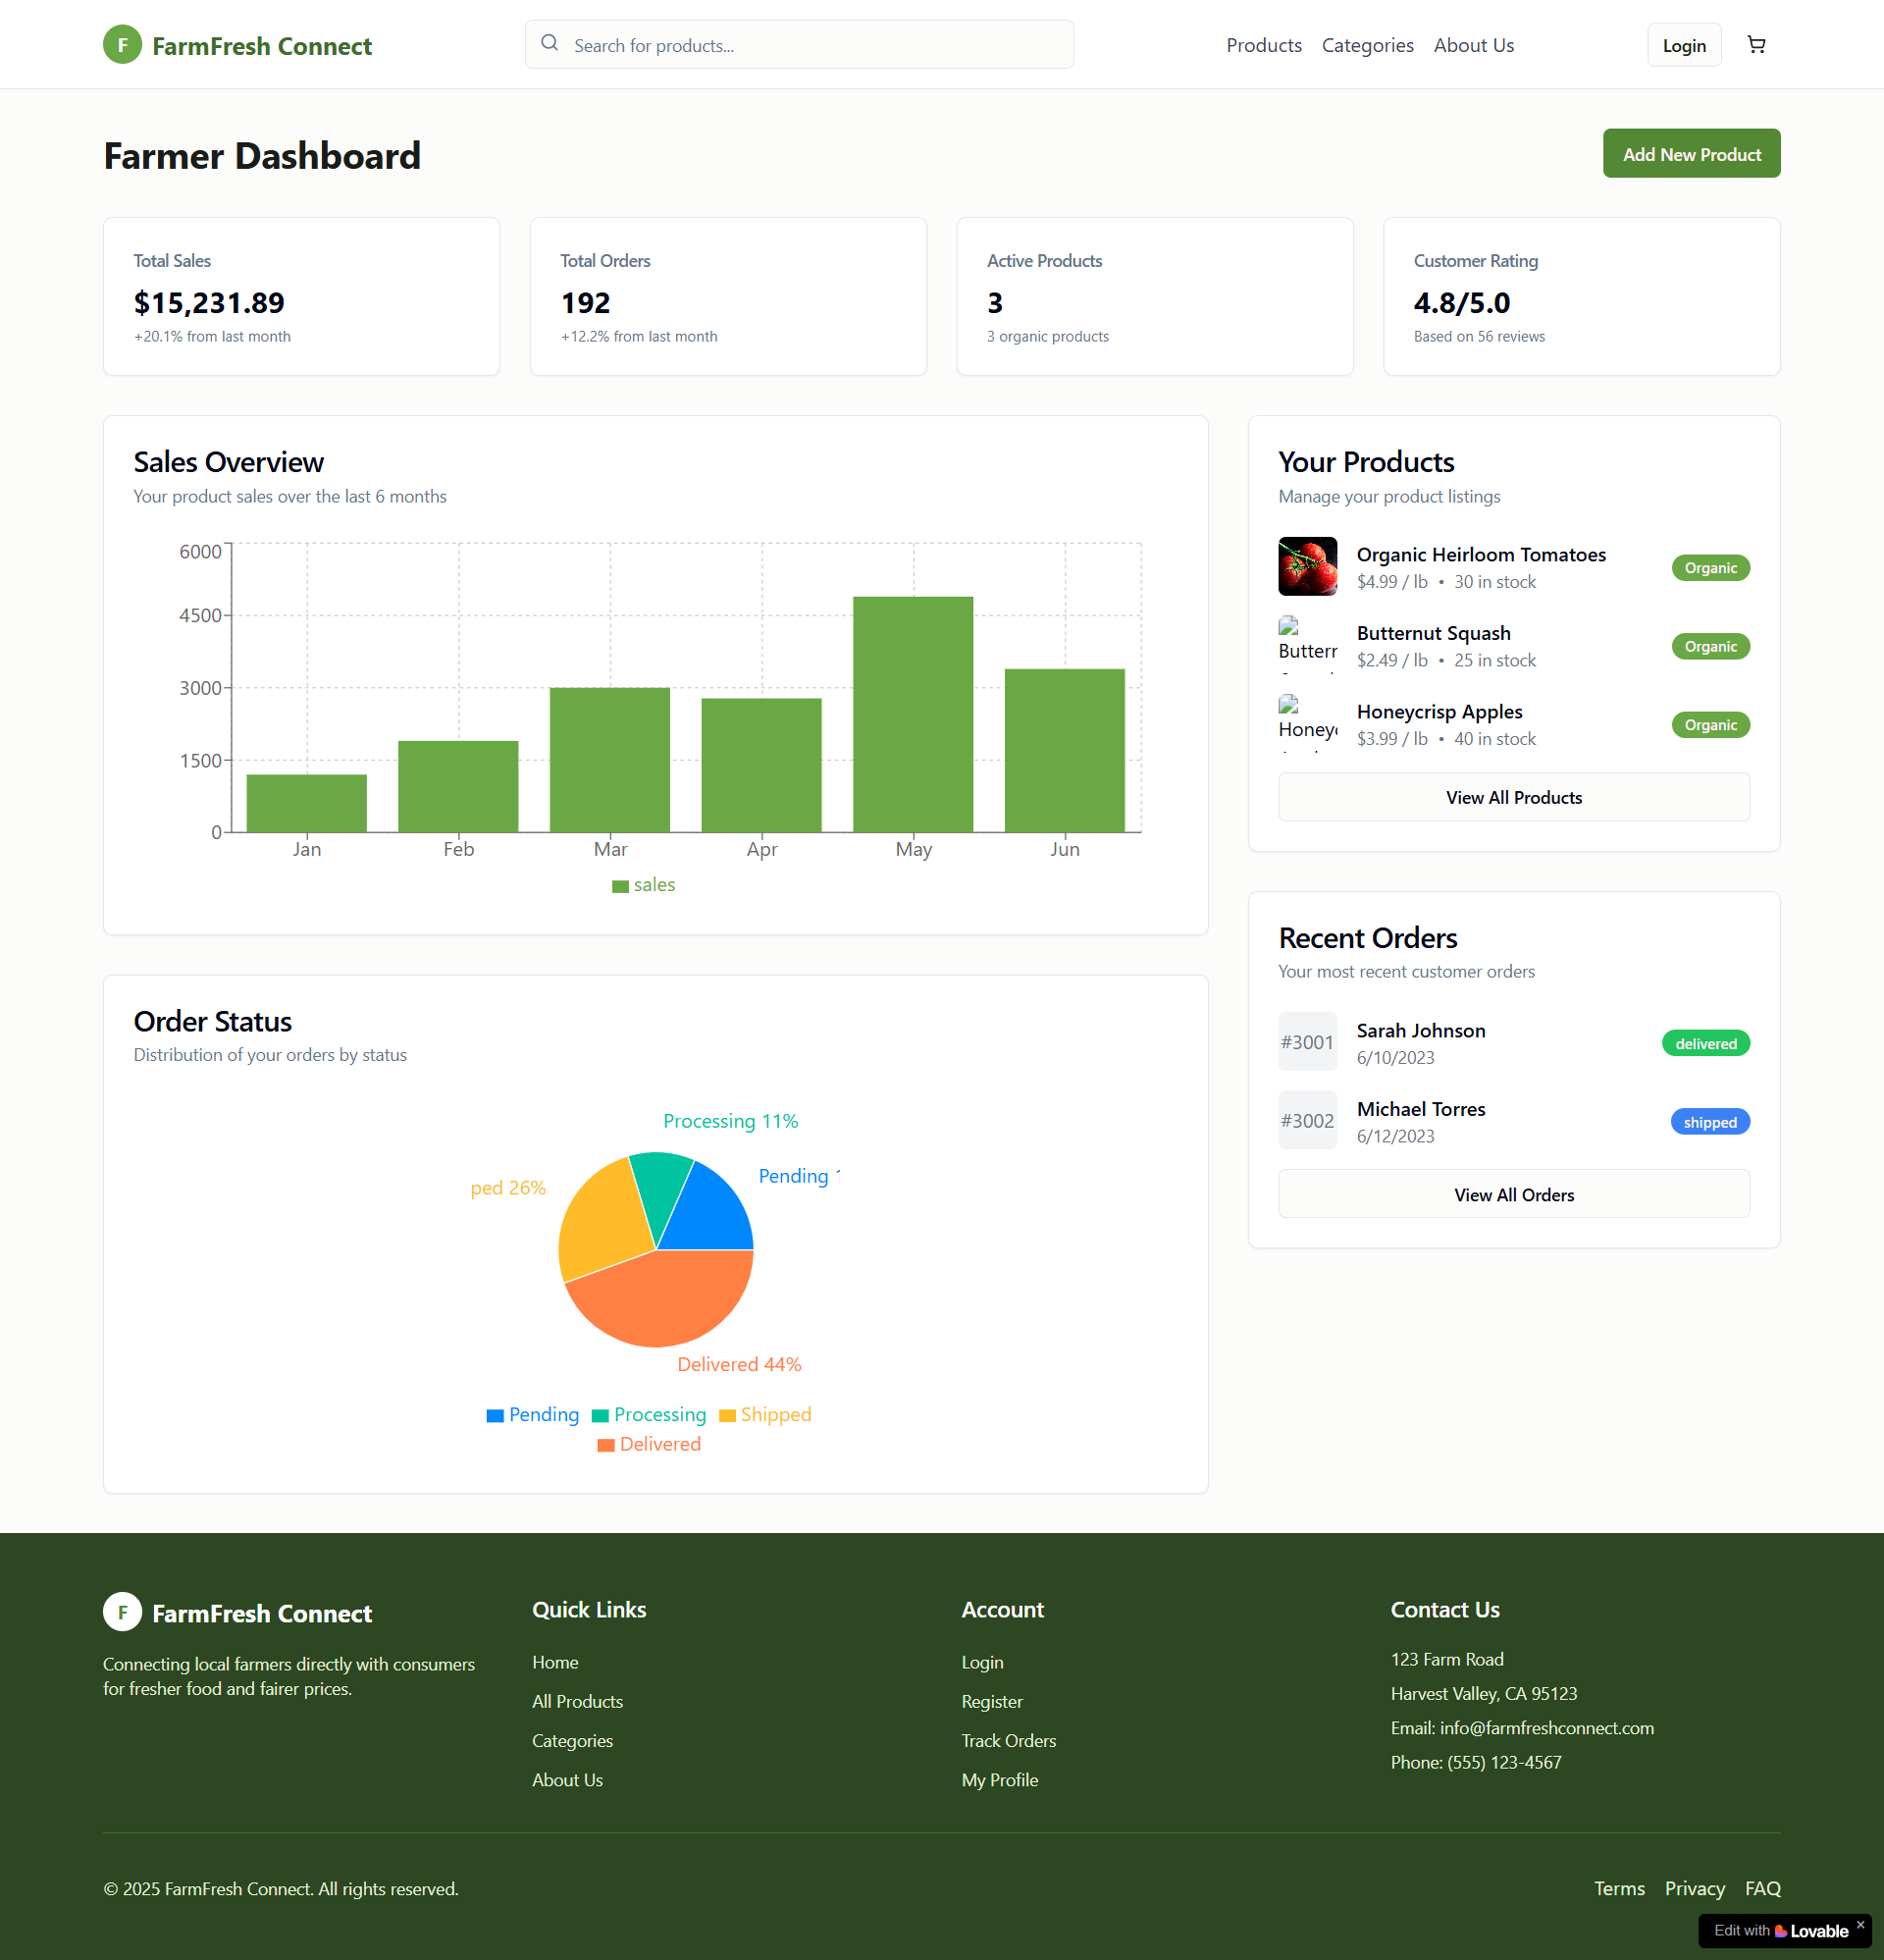 F FarmFresh Connect
Search for products...
Products Categories About Us
Login
Farmer Dashboard
Add New Product
Total Sales
$15,231.89
+20.1% from last month
Total Orders
192
+12.2% from last month
Active Products
3
3 organic products
Customer Rating
4.8/5.0
Based on 56 reviews
Sales Overview
Your product sales over the last 6 months
6000
4500
3000
1500
0
Jan Feb Mar Apr May Jun
sales
Order Status
Distribution of your orders by status
Processing 11%
Pending
ped 26%
Delivered 44%
Pending Processing Shipped
Delivered
Your Products
Manage your product listings
Organic Heirloom Tomatoes
$4.99 / lb • 30 in stock
Organic
Butterr
Butternut Squash
$2.49 / lb • 25 in stock
Organic
Honeyc
Honeycrisp Apples
$3.99 / lb • 40 in stock
Organic
View All Products
Recent Orders
Your most recent customer orders
#3001
Sarah Johnson
6/10/2023
delivered
#3002
Michael Torres
6/12/2023
shipped
View All Orders
F FarmFresh Connect
Connecting local farmers directly with consumers
for fresher food and fairer prices.
Quick Links
Home
All Products
Categories
About Us
Account
Login
Register
Track Orders
My Profile
Contact Us
123 Farm Road
Harvest Valley, CA 95123
Email: info@farmfreshconnect.com
Phone: (555) 123-4567
© 2025 FarmFresh Connect. All rights reserved.
Terms Privacy FAQ
Edit with Lovable ×